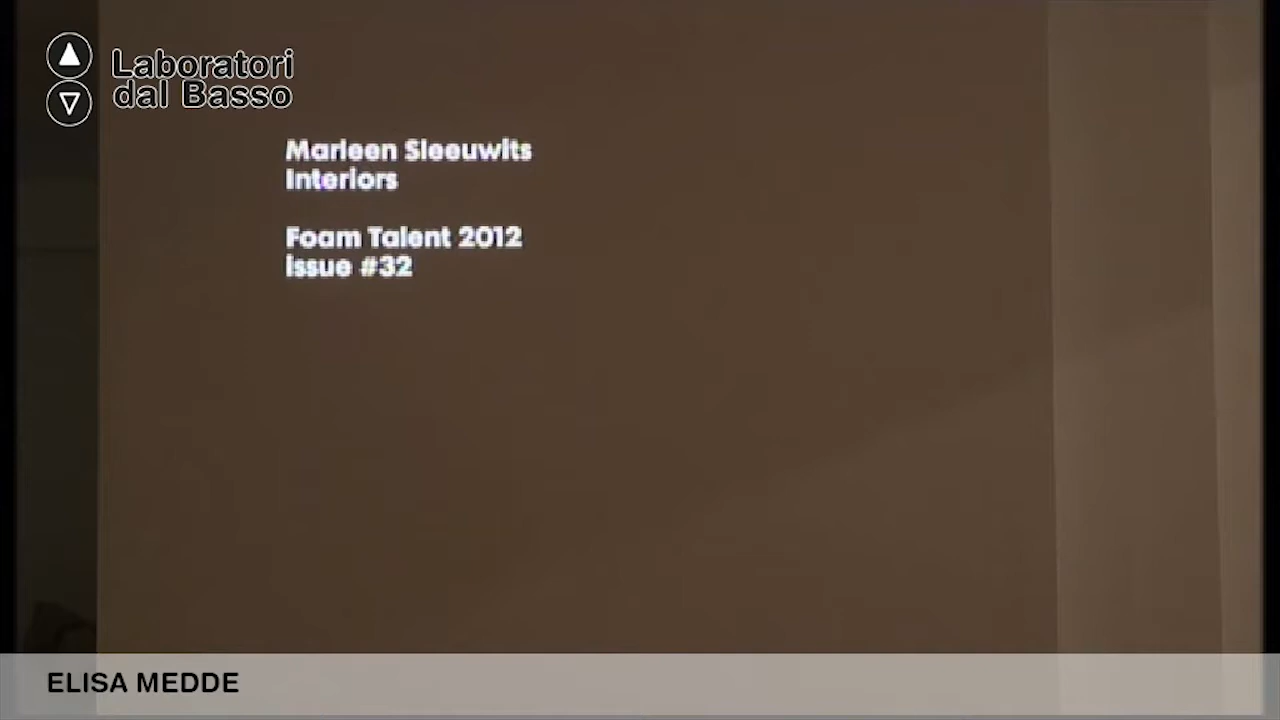 Laboratori
dal Basso
Marleen Sleeuwits
Interiors
Foam Talent 2012
issue #32
ELISA MEDDE